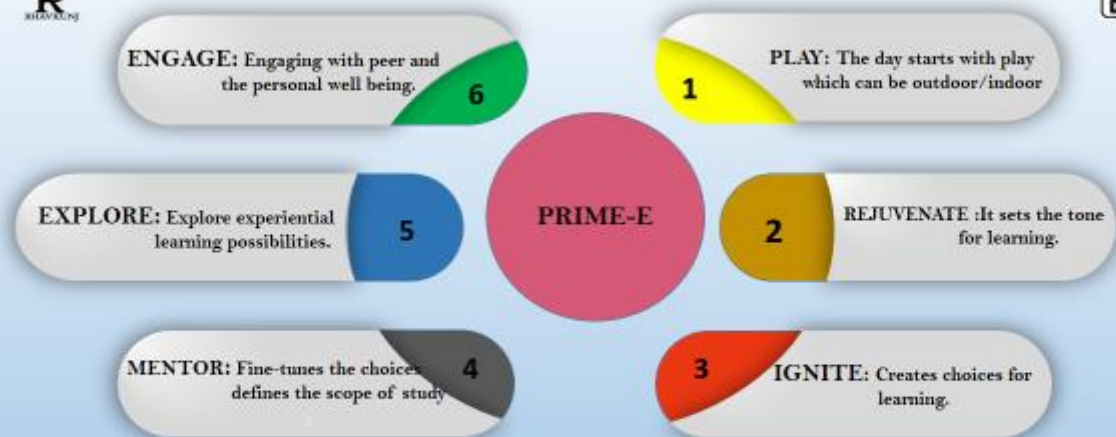 R
BHAVKUNJ
PRIME-E
1
PLAY: The day starts with play
which can be outdoor/indoor
2
REJUVENATE :It sets the tone
for learning.
3
IGNITE: Creates choices for
learning.
4
MENTOR: Fine-tunes the choices
defines the scope of study
5
EXPLORE: Explore experiential
learning possibilities.
6
ENGAGE: Engaging with peer and
the personal well being.